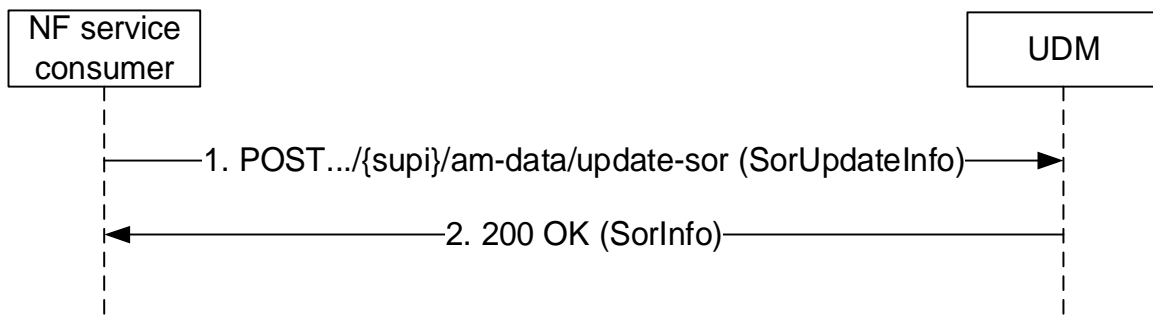 NF service
consumer
UDM
1. POST.../{supi}/am-data/update-sor (SorUpdateInfo)
2. 200 OK (SorInfo)